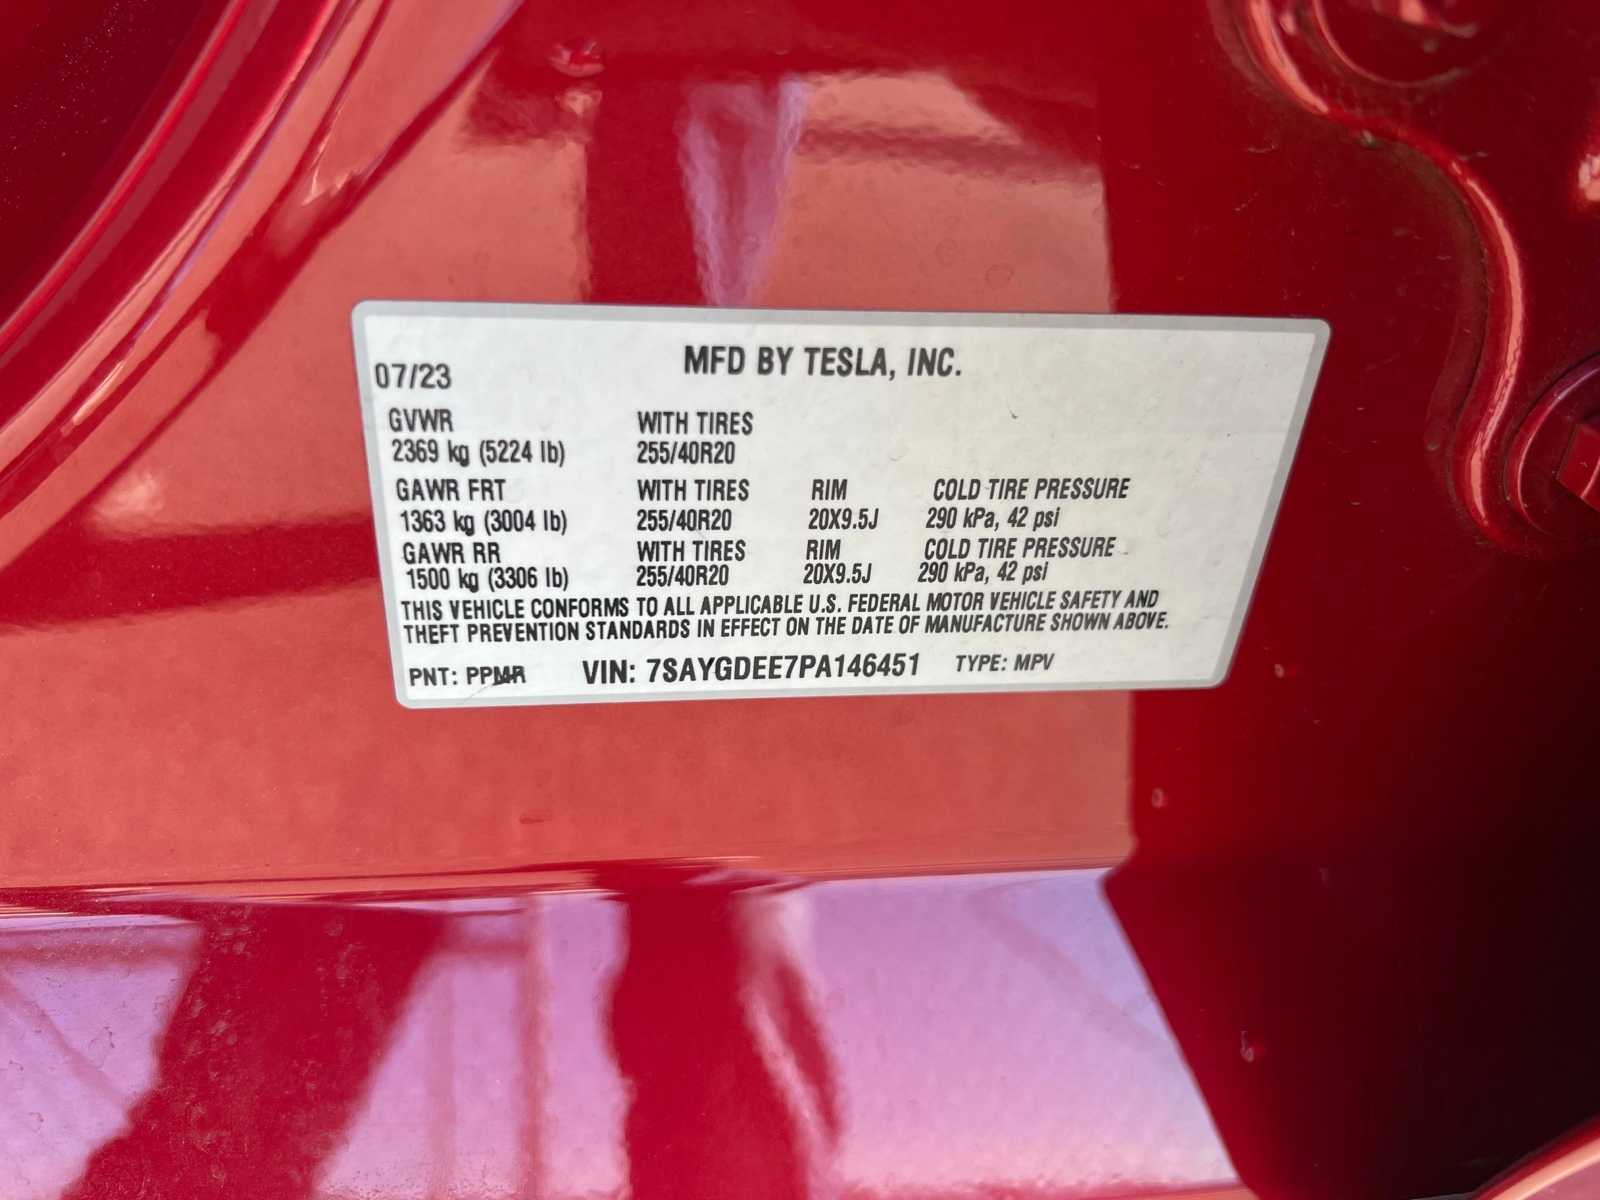 MFD BY TESLA, INC.
07/23
GVWR WITH TIRES
2369 kg (5224 lb) 255/40R20
GAWR FRT WITH TIRES RIM COLD TIRE PRESSURE
1363 kg (3004 lb) 255/40R20 20X9.5J 290 kPa, 42 psi
GAWR RR WITH TIRES RIM COLD TIRE PRESSURE
1500 kg (3306 lb) 255/40R20 20X9.5J 290 kPa, 42 psi
THIS VEHICLE CONFORMS TO ALL APPLICABLE U.S. FEDERAL MOTOR VEHICLE SAFETY AND
THEFT PREVENTION STANDARDS IN EFFECT ON THE DATE OF MANUFACTURE SHOWN ABOVE.
PNT: PPMR VIN: 7SAYGDEE7PA146451 TYPE: MPV